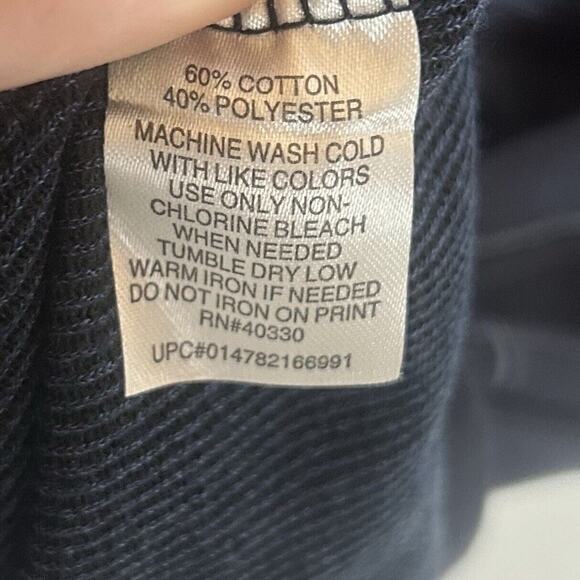 60% COTTON
40% POLYESTER
MACHINE WASH COLD
WITH LIKE COLORS
USE ONLY NON-
CHLORINE BLEACH
WHEN NEEDED
TUMBLE DRY LOW
WARM IRON IF NEEDED
DO NOT IRON ON PRINT
RN#40330
UPC#014782166991